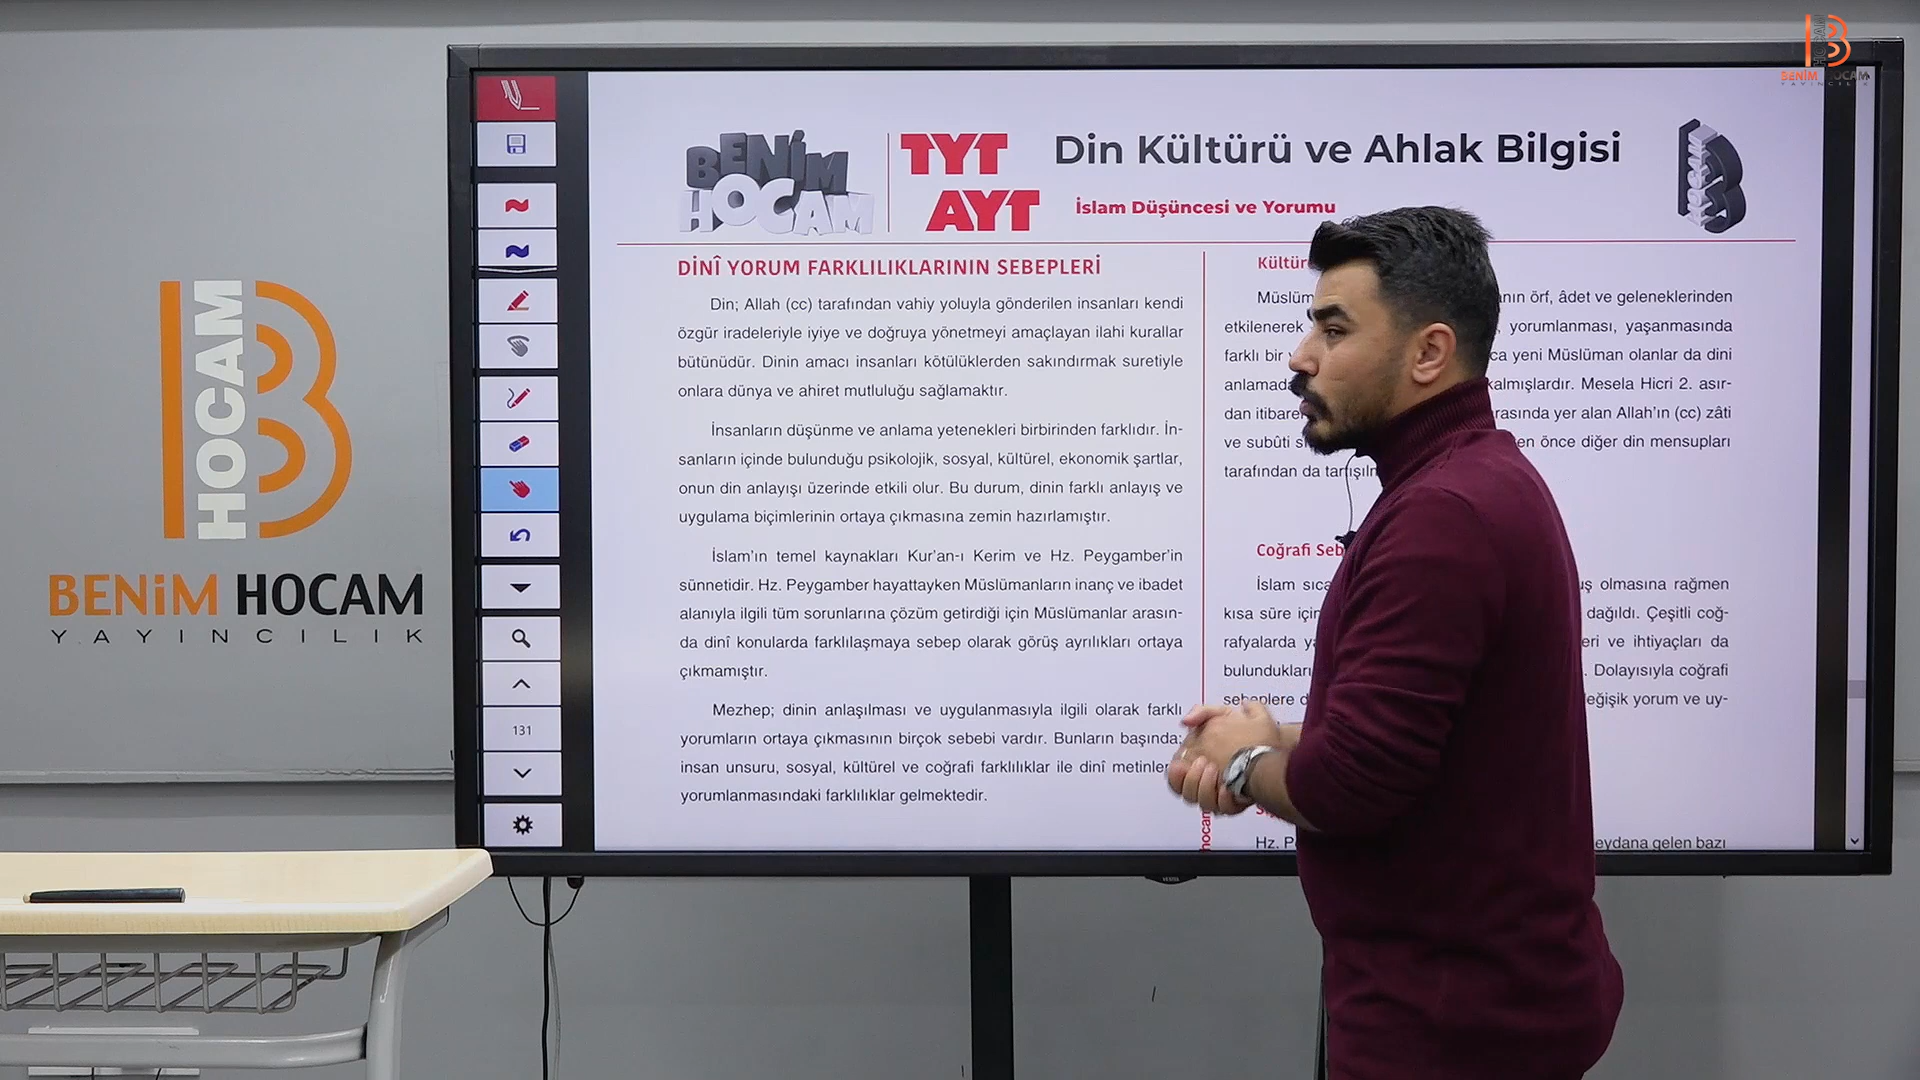 BENİM HOCAM
YAYINCILIK
HOCAM
BENİM HOCAM
YAYINCILIK
BENİM
HOCAM
TYT
AYT
Din Kültürü ve Ahlak Bilgisi
İslam Düşüncesi ve Yorumu
HOCAM
DİNÎ YORUM FARKLILIKLARININ SEBEPLERİ
Din; Allah (cc) tarafından vahiy yoluyla gönderilen insanları kendi
özgür iradeleriyle iyiye ve doğruya yönetmeyi amaçlayan ilahi kurallar
bütünüdür. Dinin amacı insanları kötülüklerden sakındırmak suretiyle
onlara dünya ve ahiret mutluluğu sağlamaktır.
İnsanların düşünme ve anlama yetenekleri birbirinden farklıdır. İn-
sanların içinde bulunduğu psikolojik, sosyal, kültürel, ekonomik şartlar,
onun din anlayışı üzerinde etkili olur. Bu durum, dinin farklı anlayış ve
uygulama biçimlerinin ortaya çıkmasına zemin hazırlamıştır.
İslam'ın temel kaynakları Kur'an-ı Kerim ve Hz. Peygamber'in
sünnetidir. Hz. Peygamber hayattayken Müslümanların inanç ve ibadet
alanıyla ilgili tüm sorunlarına çözüm getirdiği için Müslümanlar arasın-
da dinî konularda farklılaşmaya sebep olarak görüş ayrılıkları ortaya
çıkmamıştır.
Mezhep; dinin anlaşılması ve uygulanmasıyla ilgili olarak farklı
yorumların ortaya çıkmasının birçok sebebi vardır. Bunların başında;
insan unsuru, sosyal, kültürel ve coğrafi farklılıklar ile dinî metinle
yorumlanmasındaki farklılıklar gelmektedir.
Kültür
Müslüm anın örf, âdet ve geleneklerinden
etkilenerek yorumlanması, yaşanmasında
farklı bir ca yeni Müslüman olanlar da dini
anlamada kalmışlardır. Mesela Hicri 2. asır-
dan itibare rasında yer alan Allah'ın (cc) zâti
ve subûti en önce diğer din mensupları
tarafından da tartışıl
Coğrafi Seb
İslam sıca ş olmasına rağmen
kısa süre için dağıldı. Çeşitli coğ-
rafyalarda ya eri ve ihtiyaçları da
bulundukları . Dolayısıyla coğrafi
sebeplere d eğişik yorum ve uy-
Hz. P eydana gelen bazı
hocam
131